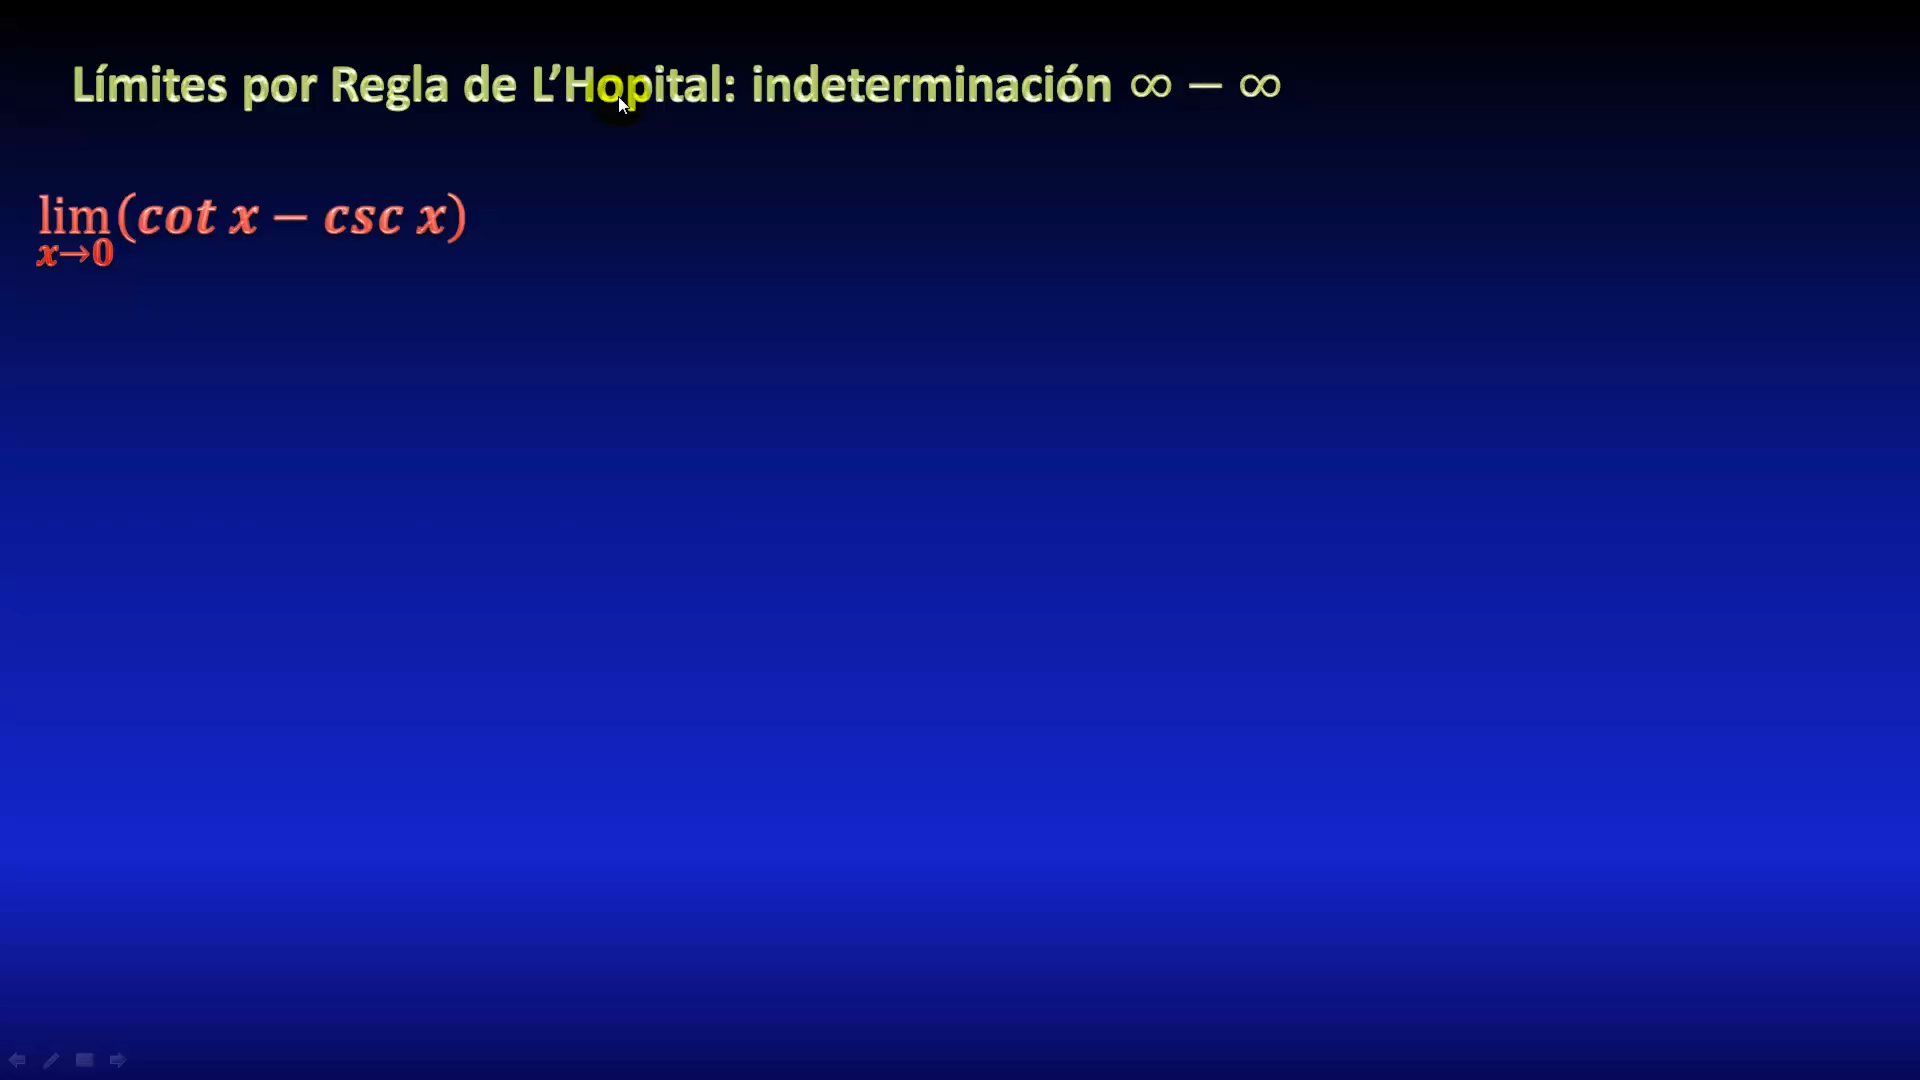 Límites por Regla de L’Hopital: indeterminación ∞ − ∞
lim(cot x − csc x)
x→0